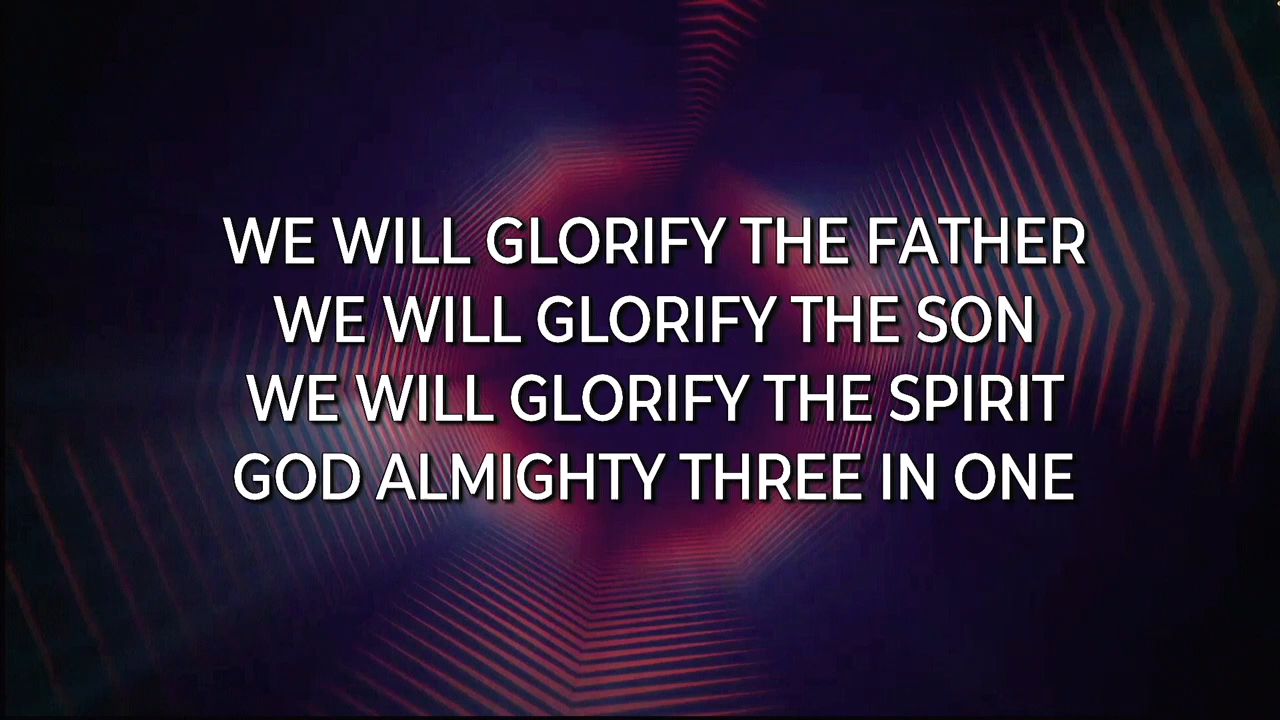 WE WILL GLORIFY THE FATHER
WE WILL GLORIFY THE SON
WE WILL GLORIFY THE SPIRIT
GOD ALMIGHTY THREE IN ONE